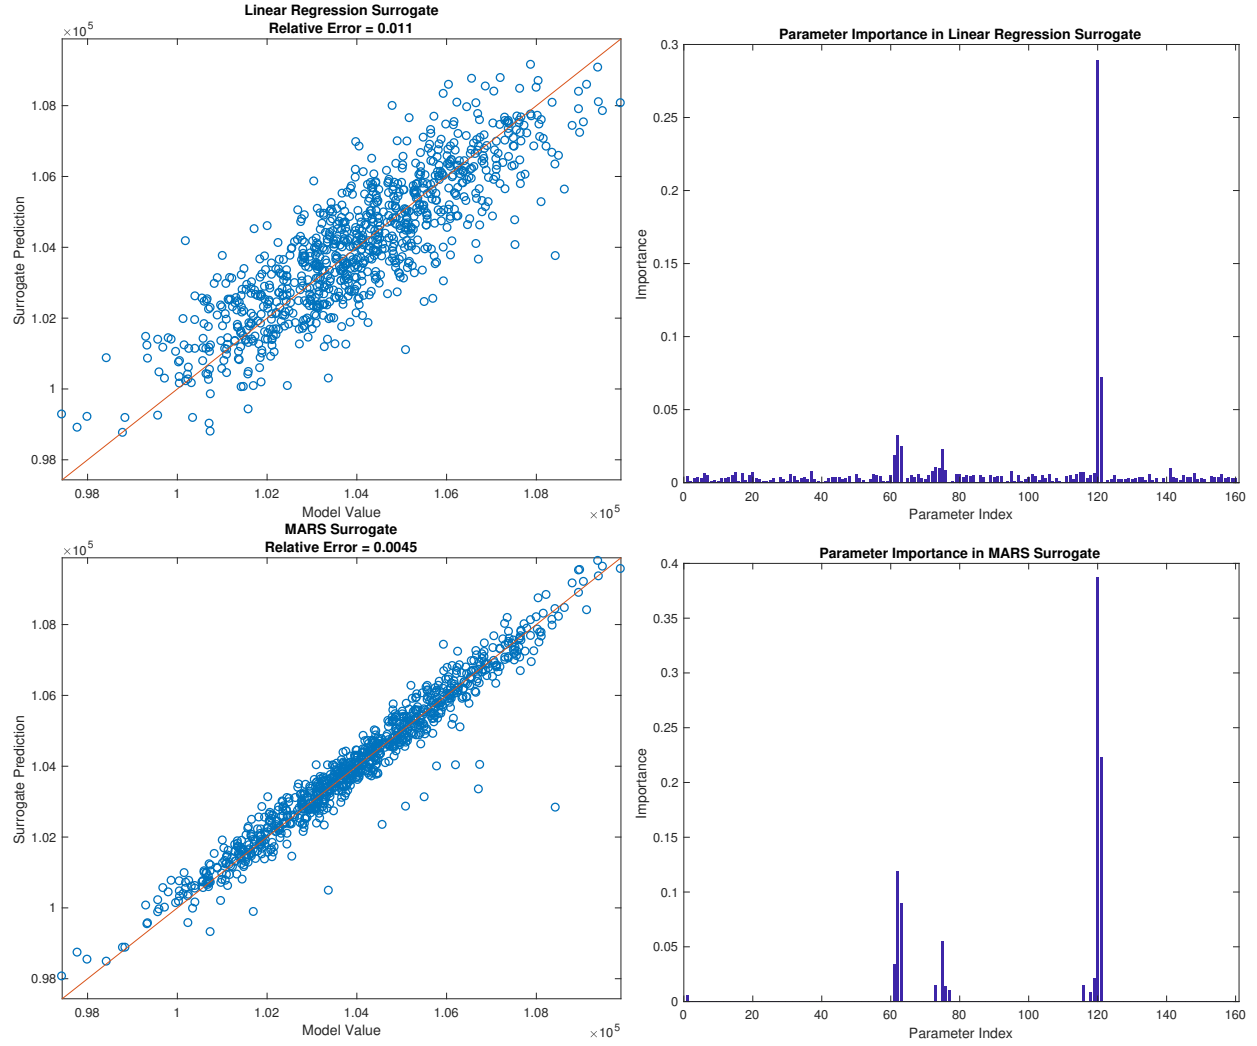 Linear Regression Surrogate
Relative Error = 0.011
×10^5
1.08
1.06
1.04
1.02
1
0.98
Surrogate Prediction
0.98 1 1.02 1.04 1.06 1.08
Model Value
×10^5
Parameter Importance in Linear Regression Surrogate
0.3
0.25
0.2
0.15
0.1
0.05
0
Importance
0 20 40 60 80 100 120 140 160
Parameter Index
MARS Surrogate
Relative Error = 0.0045
×10^5
1.08
1.06
1.04
1.02
1
0.98
Surrogate Prediction
0.98 1 1.02 1.04 1.06 1.08
Model Value
×10^5
Parameter Importance in MARS Surrogate
0.4
0.35
0.3
0.25
0.2
0.15
0.1
0.05
0
Importance
0 20 40 60 80 100 120 140 160
Parameter Index